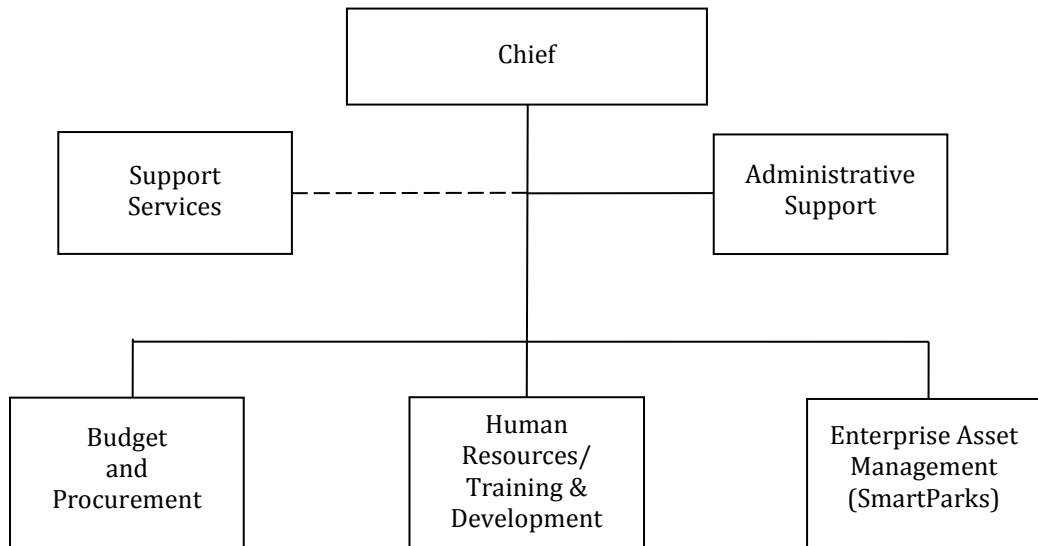 Chief
Support
Services
Administrative
Support
Budget
and
Procurement
Human
Resources/
Training &
Development
Enterprise Asset
Management
(SmartParks)